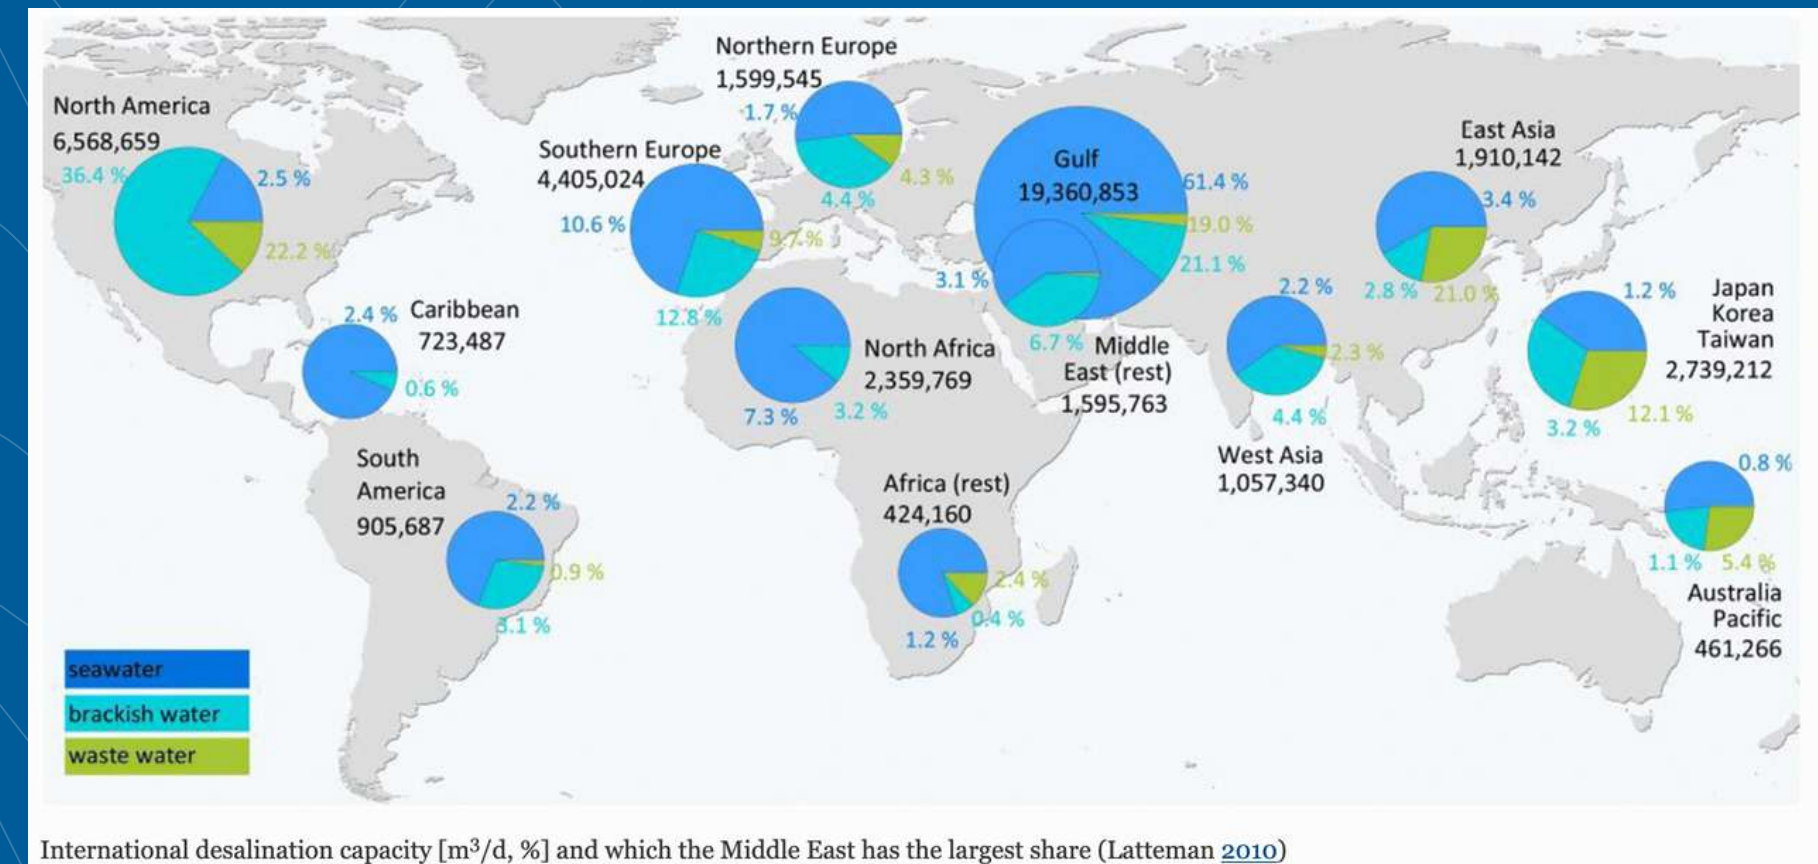 North America
6,568,659
36.4 %
2.5 %
22.2 %
Northern Europe
1,599,545
1.7 %
4.3 %
4.4 %
Southern Europe
4,405,024
10.6 %
9.7 %
12.8 %
Gulf
19,360,853
61.4 %
19.0 %
21.1 %
East Asia
1,910,142
3.4 %
2.8 %
21.0 %
Caribbean
723,487
2.4 %
0.6 %
North Africa
2,359,769
7.3 %
3.2 %
3.1 %
6.7 %
Middle
East (rest)
1,595,763
2.2 %
2.3 %
4.4 %
West Asia
1,057,340
1.2 %
Japan
Korea
Taiwan
2,739,212
12.1 %
3.2 %
South
America
905,687
2.2 %
0.9 %
3.1 %
Africa (rest)
424,160
2.4 %
0.4 %
1.2 %
0.8 %
1.1 %
5.4 %
Australia
Pacific
461,266
seawater
brackish water
waste water
International desalination capacity [m³/d, %] and which the Middle East has the largest share (Latteman 2010)